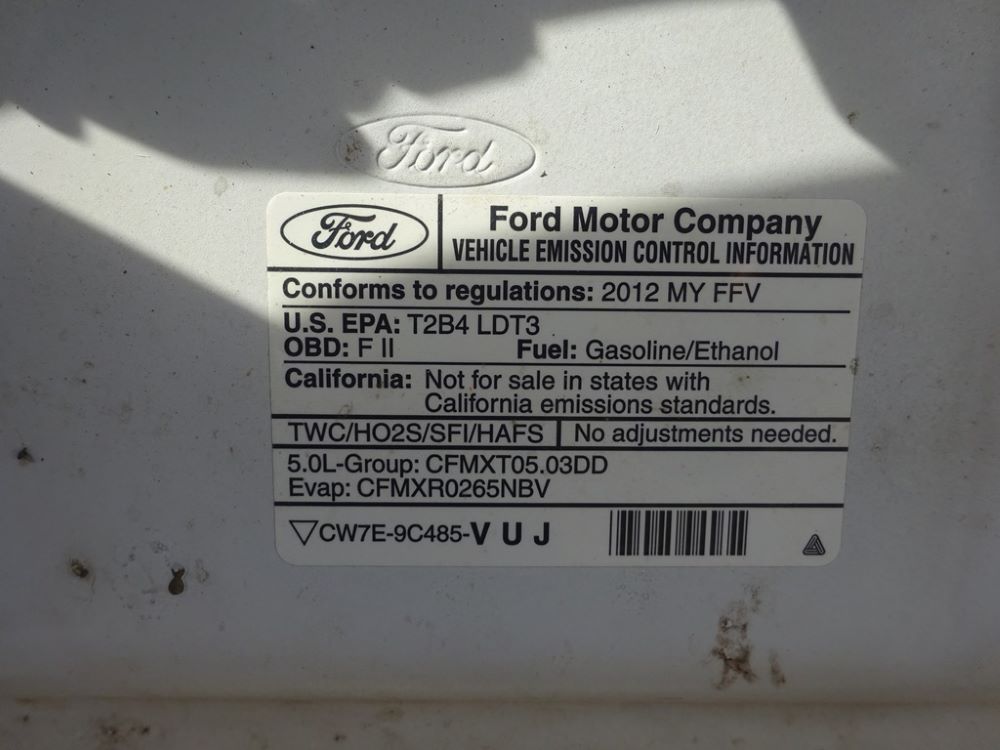 Ford
Ford
Ford Motor Company
VEHICLE EMISSION CONTROL INFORMATION
Conforms to regulations: 2012 MY FFV
U.S. EPA: T2B4 LDT3
OBD: F II Fuel: Gasoline/Ethanol
California: Not for sale in states with
California emissions standards.
TWC/HO2S/SFI/HAFS No adjustments needed.
5.0L-Group: CFMXT05.03DD
Evap: CFMXR0265NBV
CW7E-9C485-V U J